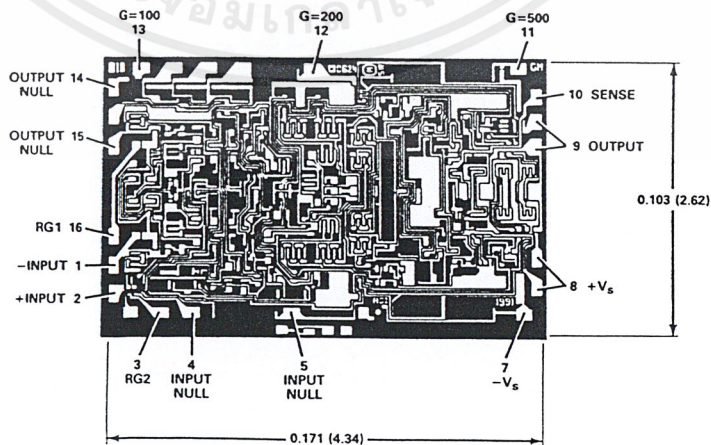 G=100
13
G=200
12
G=500
11
OUTPUT 14
NULL
10 SENSE
OUTPUT 15
NULL
9 OUTPUT
0.103 (2.62)
RG1 16
–INPUT 1
+INPUT 2
8 +Vs
1991
3
RG2
4
INPUT
NULL
5
INPUT
NULL
7
–Vs
0.171 (4.34)